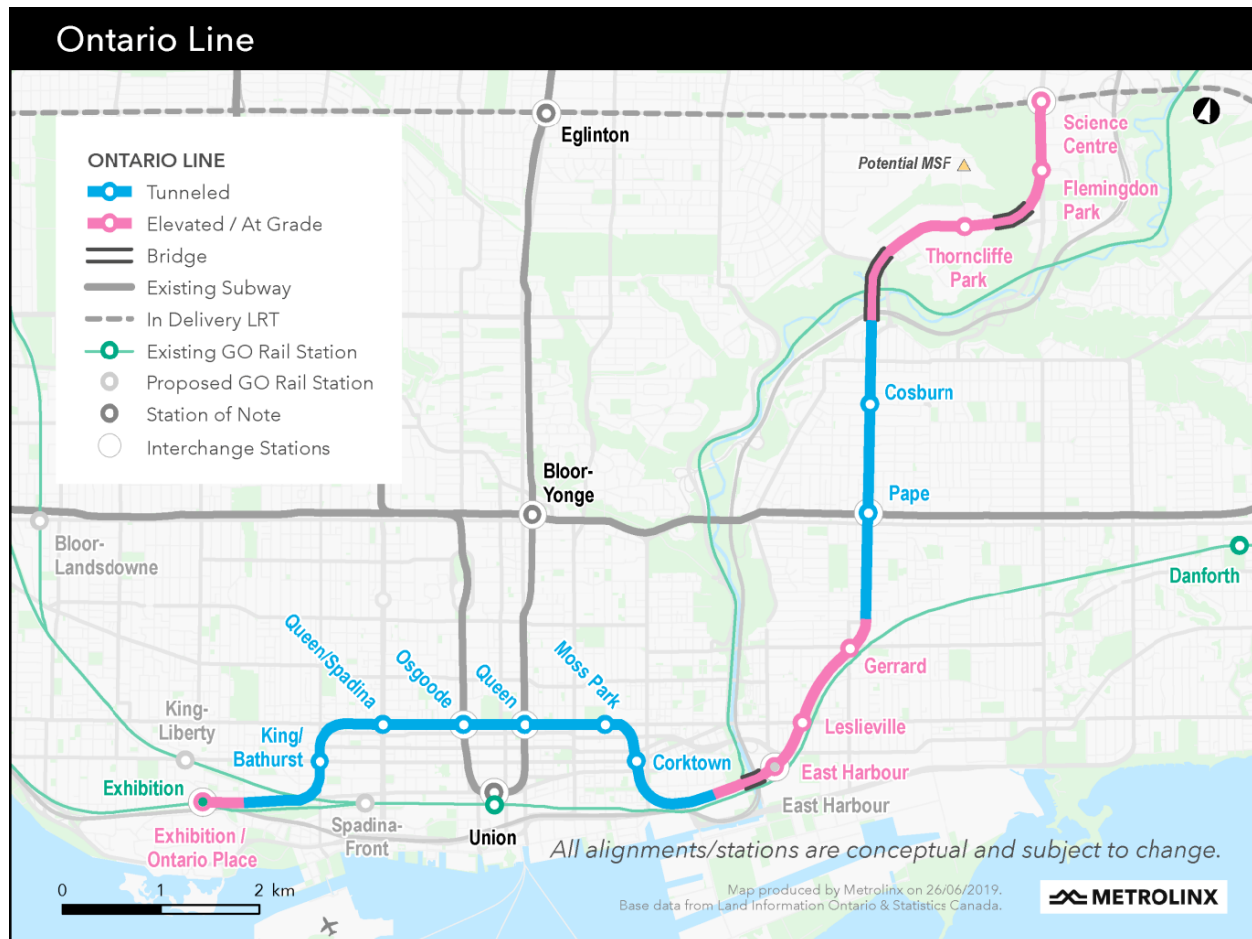 Ontario Line
ONTARIO LINE
Tunneled
Elevated / At Grade
Bridge
Existing Subway
In Delivery LRT
Existing GO Rail Station
Proposed GO Rail Station
Station of Note
Interchange Stations
Eglinton
Science
Centre
Potential MSF
Flemingdon
Park
Thorncliffe
Park
Cosburn
Bloor-
Yonge
Pape
Bloor-
Landsdowne
Danforth
Queen/Spadina
Osgoode
Queen
Moss Park
Gerrard
King-
Liberty
King/
Bathurst
Leslieville
Corktown
East Harbour
Exhibition
East Harbour
Exhibition /
Ontario Place
Spadina-
Front
Union
All alignments/stations are conceptual and subject to change.
0 1 2 km
Map produced by Metrolinx on 26/06/2019.
Base data from Land Information Ontario & Statistics Canada.
METROLINX